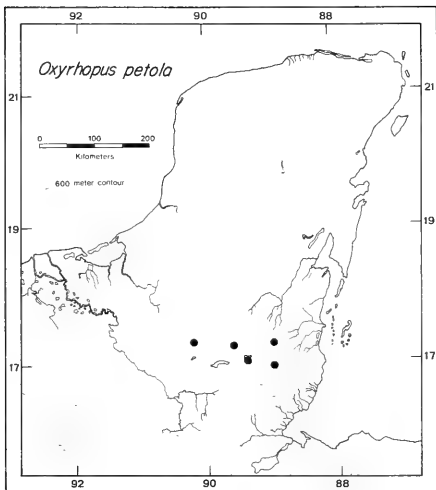 92 90 88
Oxyrhopus petola
21 21
0 100 200
Kilometers
600 meter contour
19 19
17 17
92 90 88